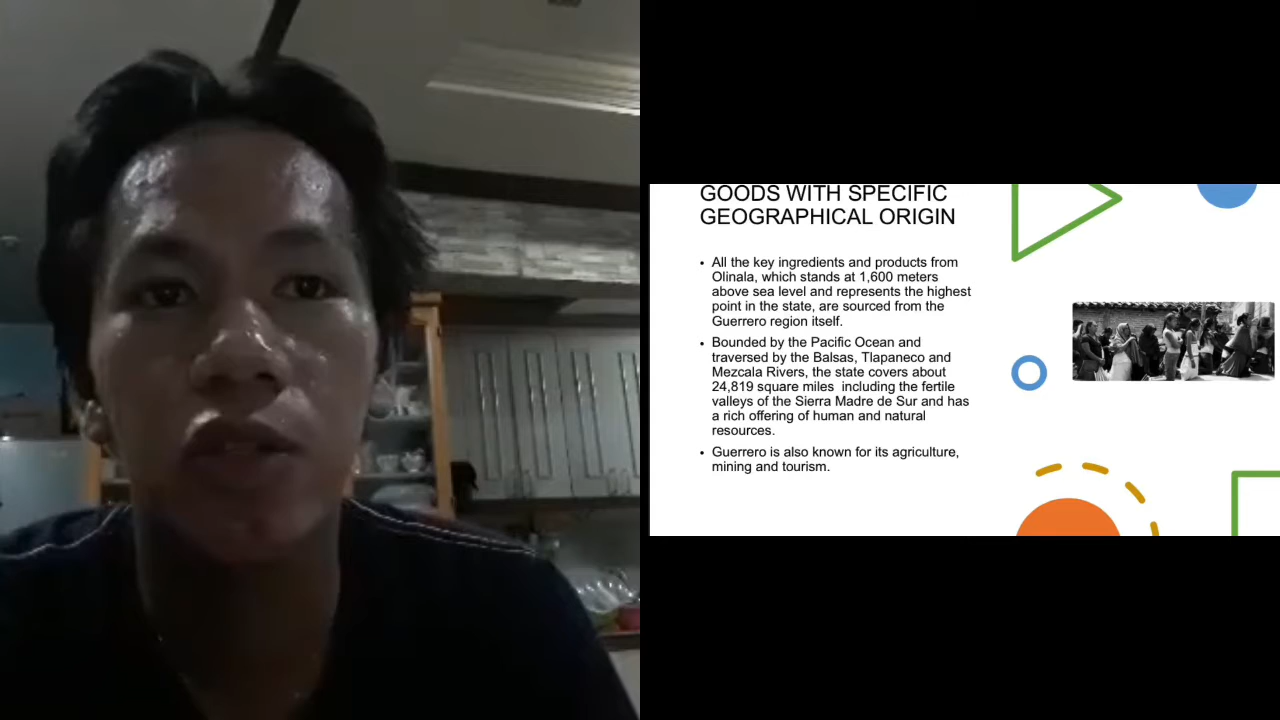 GOODS WITH SPECIFIC
GEOGRAPHICAL ORIGIN
• All the key ingredients and products from
Olinala, which stands at 1,600 meters
above sea level and represents the highest
point in the state, are sourced from the
Guerrero region itself.
• Bounded by the Pacific Ocean and
traversed by the Balsas, Tlapaneco and
Mezcala Rivers, the state covers about
24,819 square miles including the fertile
valleys of the Sierra Madre de Sur and has
a rich offering of human and natural
resources.
• Guerrero is also known for its agriculture,
mining and tourism.